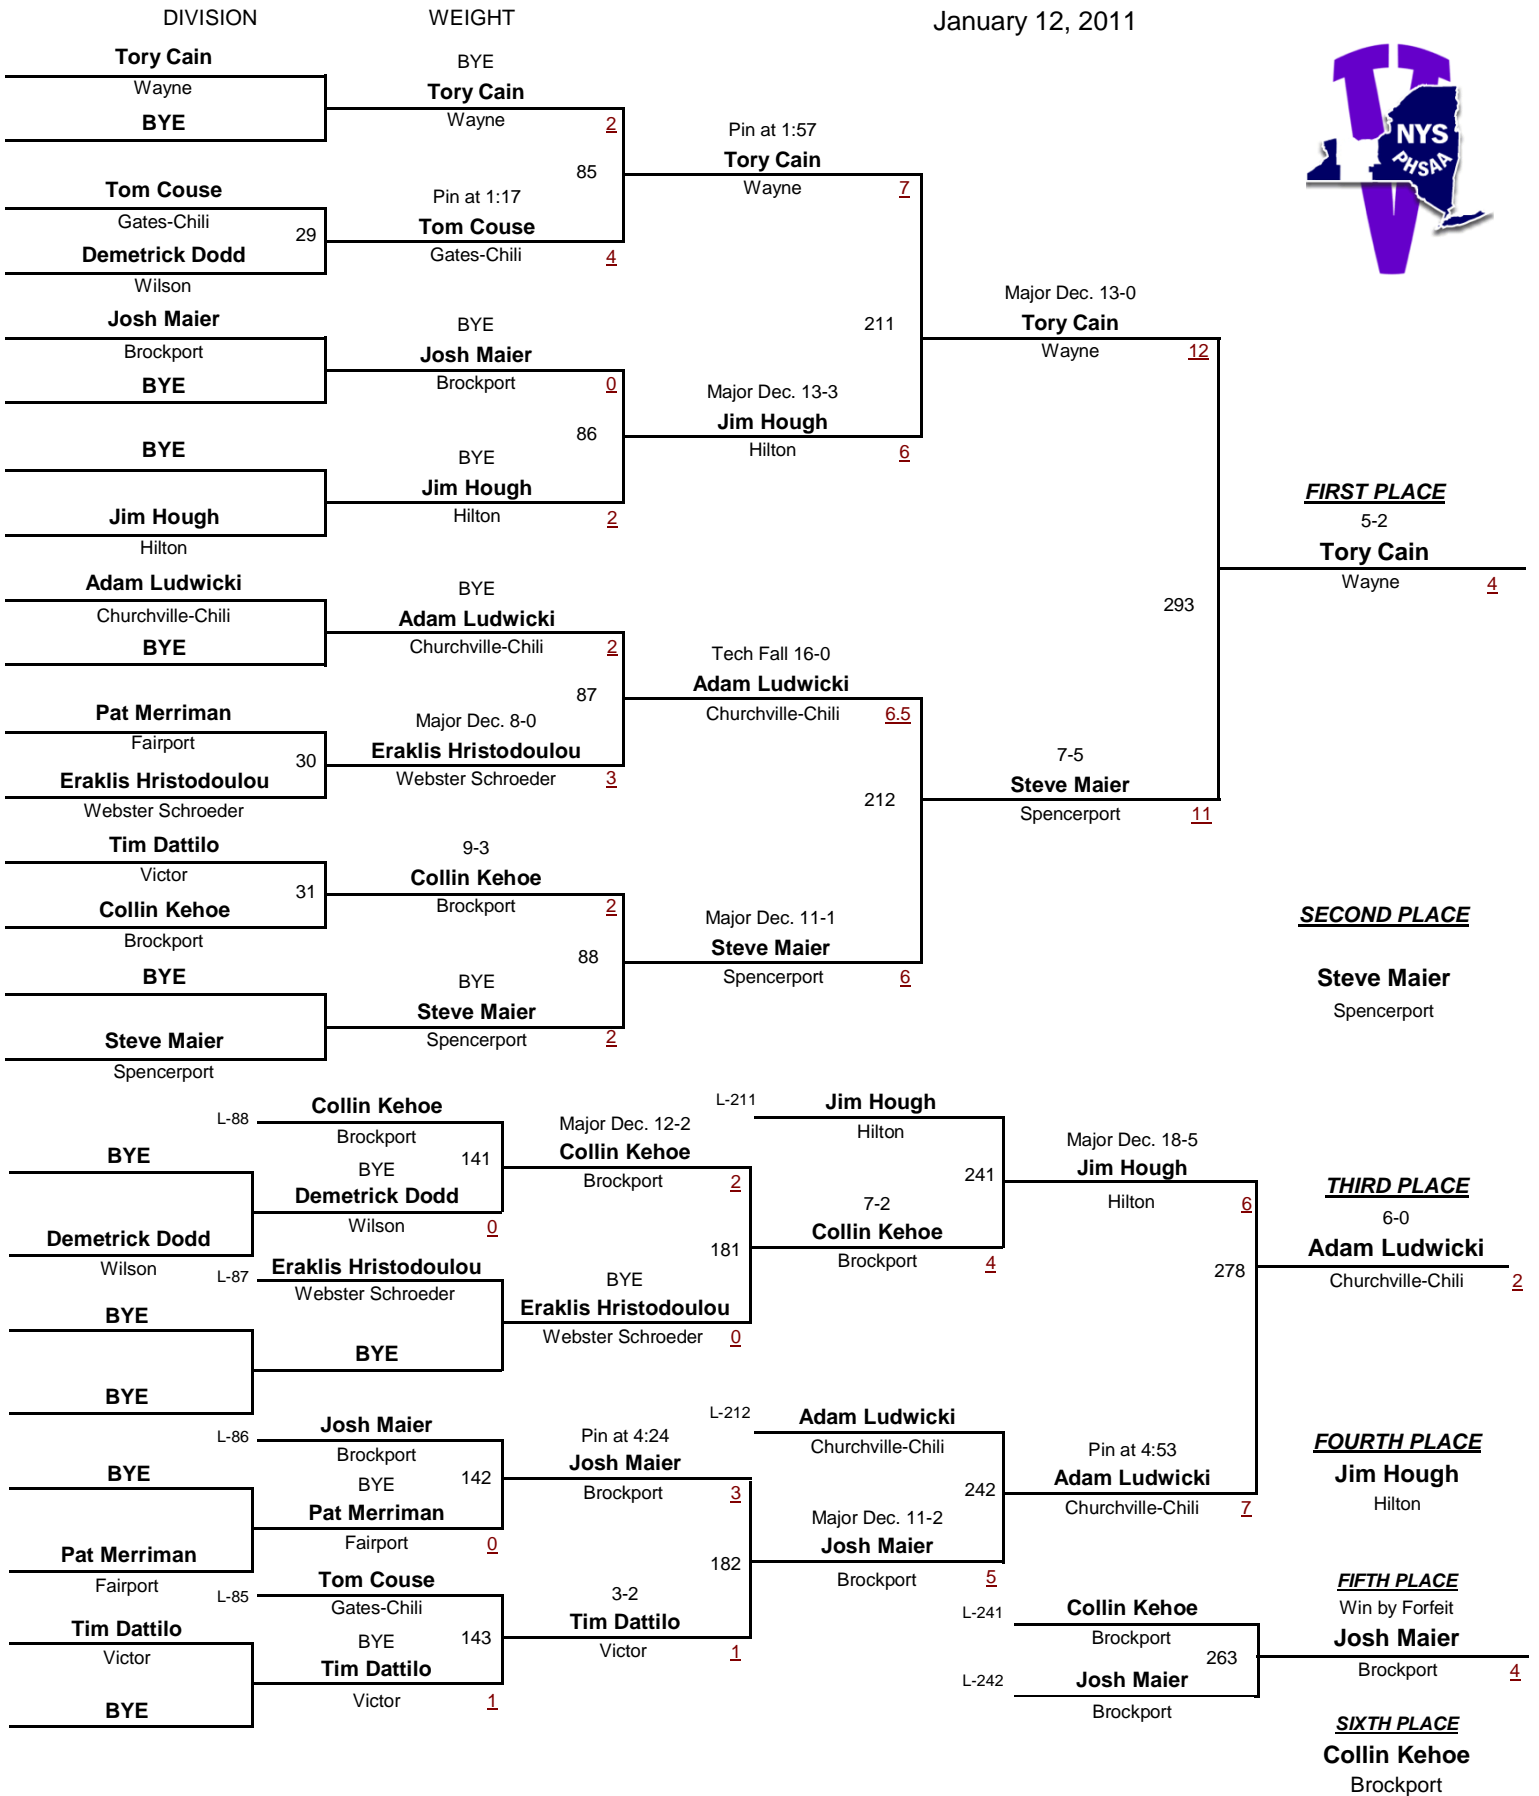 DIVISION WEIGHT January 12, 2011
Tory Cain
Wayne
BYE
Tom Couse
Gates-Chili
29
Demetrick Dodd
Wilson
Josh Maier
Brockport
BYE
BYE
Jim Hough
Hilton
Adam Ludwicki
Churchville-Chili
BYE
Pat Merriman
Fairport
30
Eraklis Hristodoulou
Webster Schroeder
Tim Dattilo
Victor
31
Collin Kehoe
Brockport
BYE
Steve Maier
Spencerport
BYE
Tory Cain
Wayne 2
85
Pin at 1:17
Tom Couse
Gates-Chili 4
BYE
Josh Maier
Brockport 0
86
BYE
Jim Hough
Hilton 2
BYE
Adam Ludwicki
Churchville-Chili 2
87
Major Dec. 8-0
Eraklis Hristodoulou
Webster Schroeder 3
9-3
Collin Kehoe
Brockport 2
88
BYE
Steve Maier
Spencerport 2
Pin at 1:57
Tory Cain
Wayne 7
211
Major Dec. 13-3
Jim Hough
Hilton 6
Tech Fall 16-0
Adam Ludwicki
Churchville-Chili 6.5
212
Major Dec. 11-1
Steve Maier
Spencerport 6
Major Dec. 13-0
Tory Cain
Wayne 12
293
7-5
Steve Maier
Spencerport 11
NYS
PHSAA
FIRST PLACE
5-2
Tory Cain
Wayne 4
SECOND PLACE
Steve Maier
Spencerport
BYE
Demetrick Dodd
Wilson
BYE
BYE
BYE
Pat Merriman
Fairport
Tim Dattilo
Victor
BYE
L-88 Collin Kehoe
Brockport
141
BYE
Demetrick Dodd
Wilson 0
L-87 Eraklis Hristodoulou
Webster Schroeder
BYE
L-86 Josh Maier
Brockport
142
BYE
Pat Merriman
Fairport 0
L-85 Tom Couse
Gates-Chili
143
BYE
Tim Dattilo
Victor 1
Major Dec. 12-2
Collin Kehoe
Brockport 2
181
BYE
Eraklis Hristodoulou
Webster Schroeder 0
Pin at 4:24
Josh Maier
Brockport 3
182
3-2
Tim Dattilo
Victor 1
L-211 Jim Hough
Hilton
241
7-2
Collin Kehoe
Brockport 4
L-212 Adam Ludwicki
Churchville-Chili
242
Major Dec. 11-2
Josh Maier
Brockport 5
Major Dec. 18-5
Jim Hough
Hilton 6
278
Pin at 4:53
Adam Ludwicki
Churchville-Chili 7
L-241 Collin Kehoe
Brockport
263
L-242 Josh Maier
Brockport
THIRD PLACE
6-0
Adam Ludwicki
Churchville-Chili 2
FOURTH PLACE
Jim Hough
Hilton
FIFTH PLACE
Win by Forfeit
Josh Maier
Brockport 4
SIXTH PLACE
Collin Kehoe
Brockport